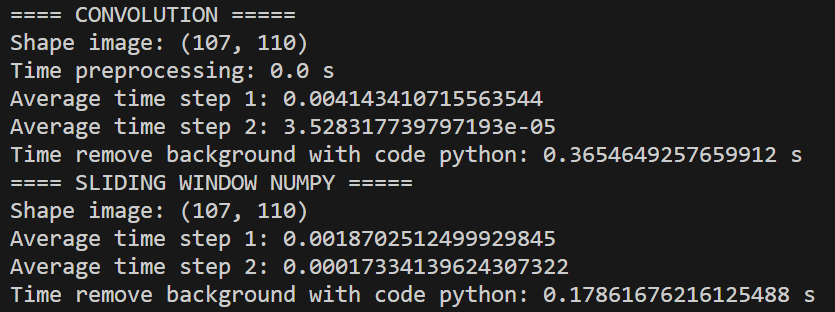 ==== CONVOLUTION =====
Shape image: (107, 110)
Time preprocessing: 0.0 s
Average time step 1: 0.004143410715563544
Average time step 2: 3.528317739797193e-05
Time remove background with code python: 0.3654649257659912 s
==== SLIDING WINDOW NUMPY =====
Shape image: (107, 110)
Average time step 1: 0.0018702512499929845
Average time step 2: 0.00017334139624307322
Time remove background with code python: 0.17861676216125488 s